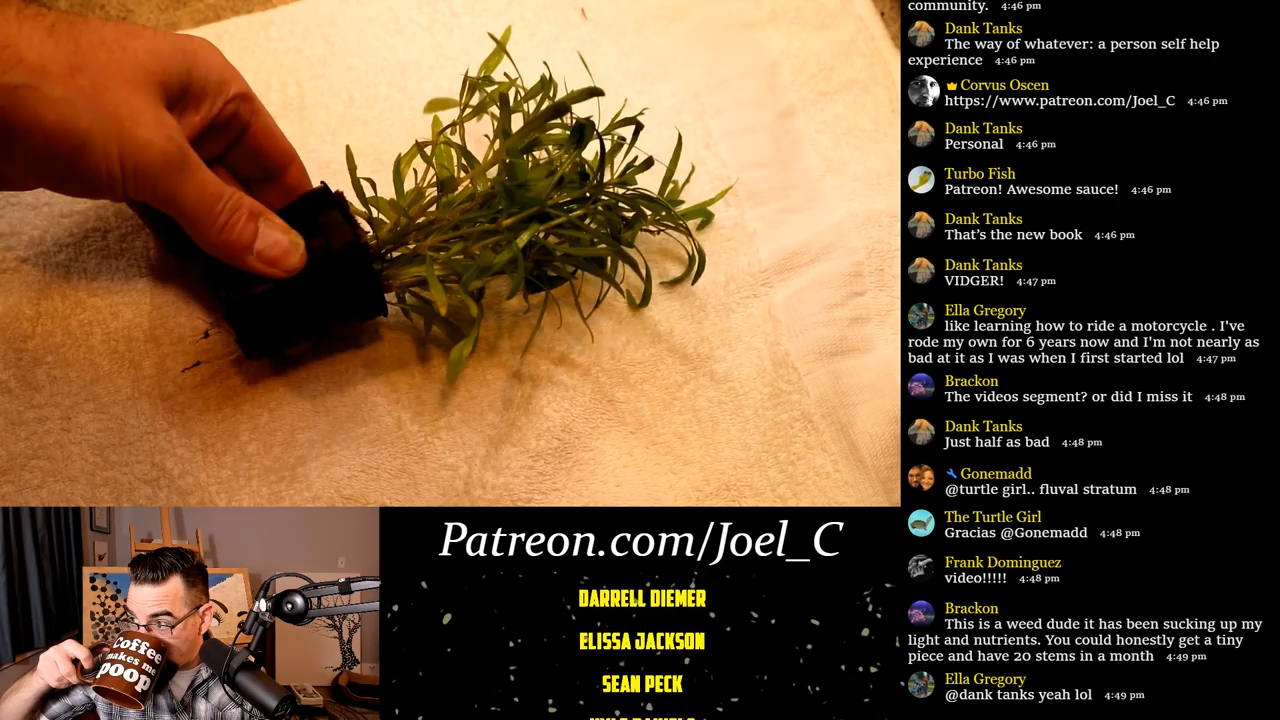 community. 4:46 pm
Dank Tanks
The way of whatever: a person self help
experience 4:46 pm
Corvus Oscen
https://www.patreon.com/Joel_C 4:46 pm
Dank Tanks
Personal 4:46 pm
Turbo Fish
Patreon! Awesome sauce! 4:46 pm
Dank Tanks
That's the new book 4:46 pm
Dank Tanks
VIDGER! 4:47 pm
Ella Gregory
like learning how to ride a motorcycle . I've
rode my own for 6 years now and I'm not nearly as
bad at it as I was when I first started lol 4:47 pm
Brackon
The videos segment? or did I miss it 4:48 pm
Dank Tanks
Just half as bad 4:48 pm
Gonemadd
@turtle girl.. fluval stratum 4:48 pm
The Turtle Girl
Gracias @Gonemadd 4:48 pm
Frank Dominguez
video!!!!! 4:48 pm
Brackon
This is a weed dude it has been sucking up my
light and nutrients. You could honestly get a tiny
piece and have 20 stems in a month 4:49 pm
Ella Gregory
@dank tanks yeah lol 4:49 pm
Patreon.com/Joel_C
DARRELL DIEMER
ELISSA JACKSON
SEAN PECK
Coffee
makes me
poop